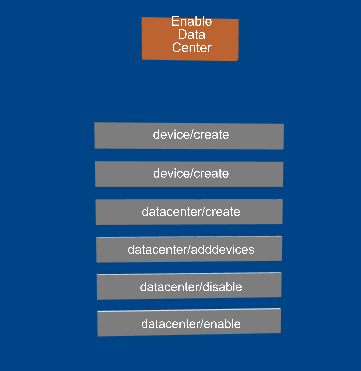 Enable
Data
Center
device/create
device/create
datacenter/create
datacenter/adddevices
datacenter/disable
datacenter/enable